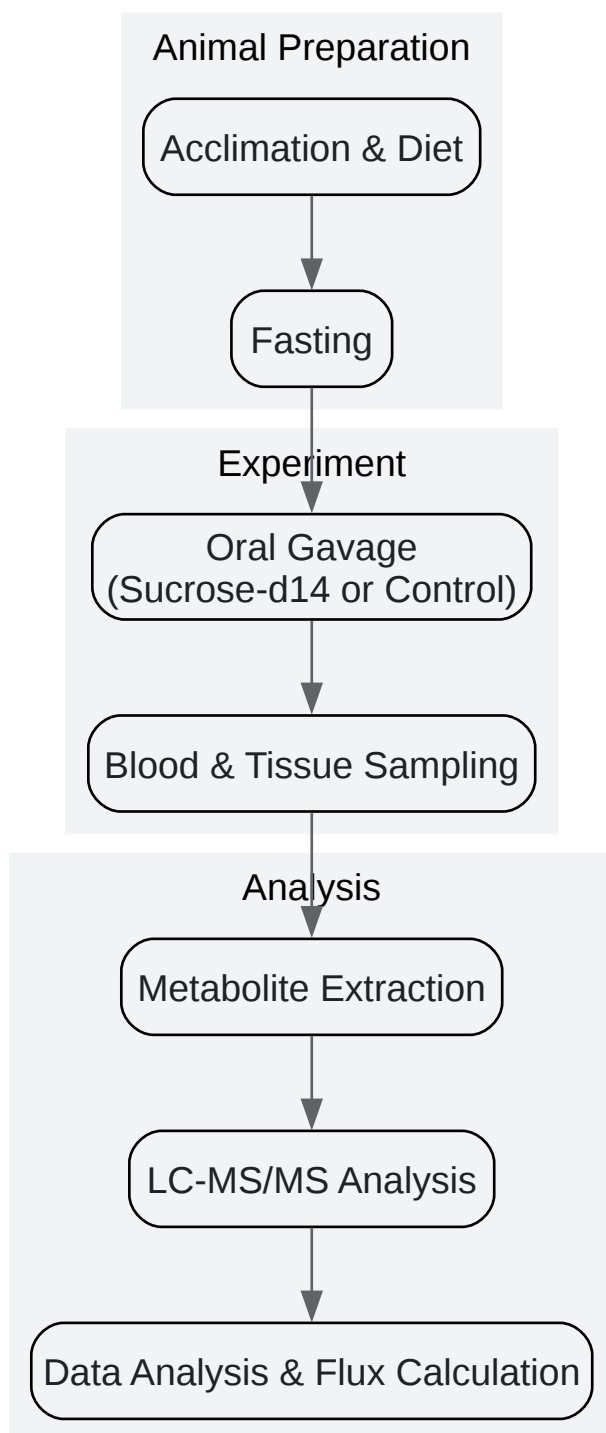 Animal Preparation
Acclimation & Diet
Fasting
Experiment
Oral Gavage
(Sucrose-d14 or Control)
Blood & Tissue Sampling
Analysis
Metabolite Extraction
LC-MS/MS Analysis
Data Analysis & Flux Calculation